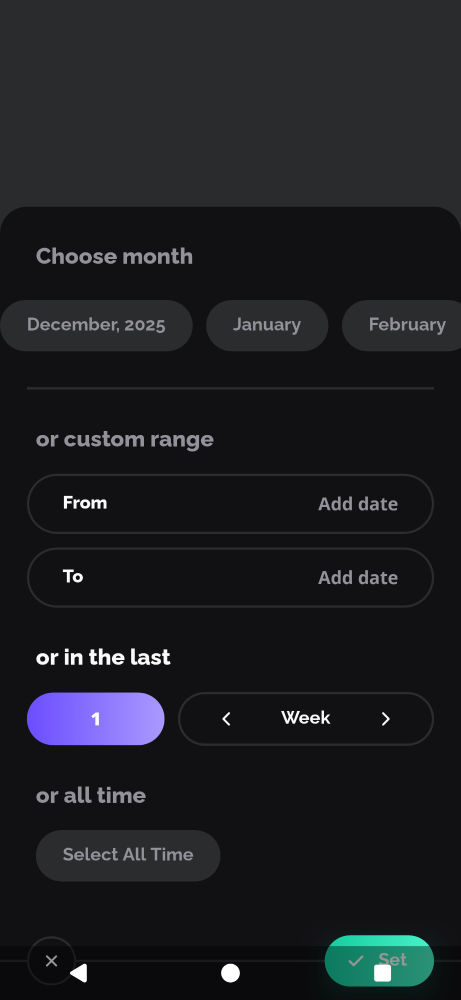 Choose month
December, 2025 January February
or custom range
From Add date
To Add date
or in the last
1 Week
or all time
Select All Time
Set